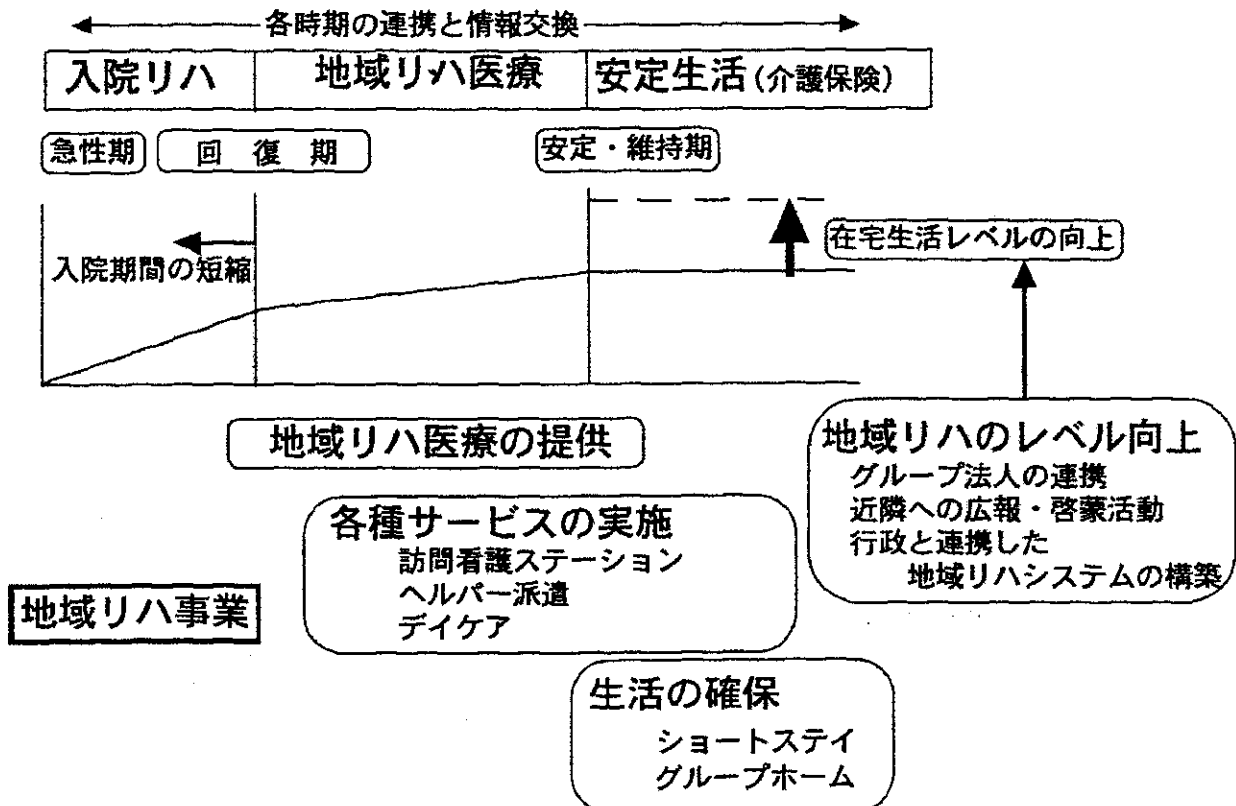 各時期の連携と情報交換
入院リハ
地域リハ医療
安定生活(介護保険)
急性期
回復期
安定・維持期
入院期間の短縮
在宅生活レベルの向上
地域リハ医療の提供
地域リハのレベル向上
グループ法人の連携
近隣への広報・啓蒙活動
行政と連携した
地域リハシステムの構築
各種サービスの実施
訪問看護ステーション
ヘルパー派遣
デイケア
地域リハ事業
生活の確保
ショートステイ
グループホーム